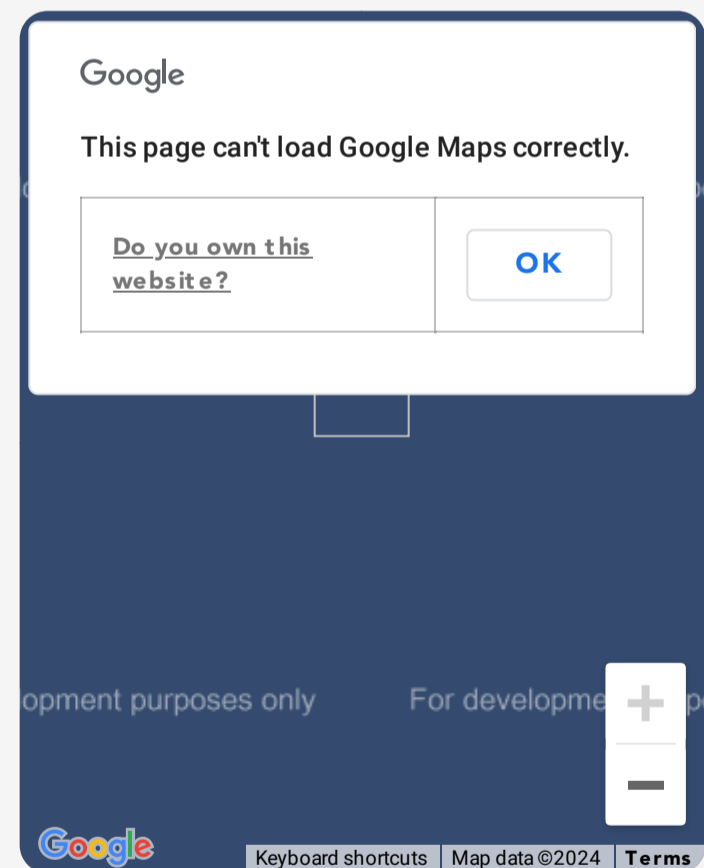 Google
This page can't load Google Maps correctly.
Do you own this
website?
OK
opment purposes only
For developme
Google
Keyboard shortcuts
Map data ©2024
Terms